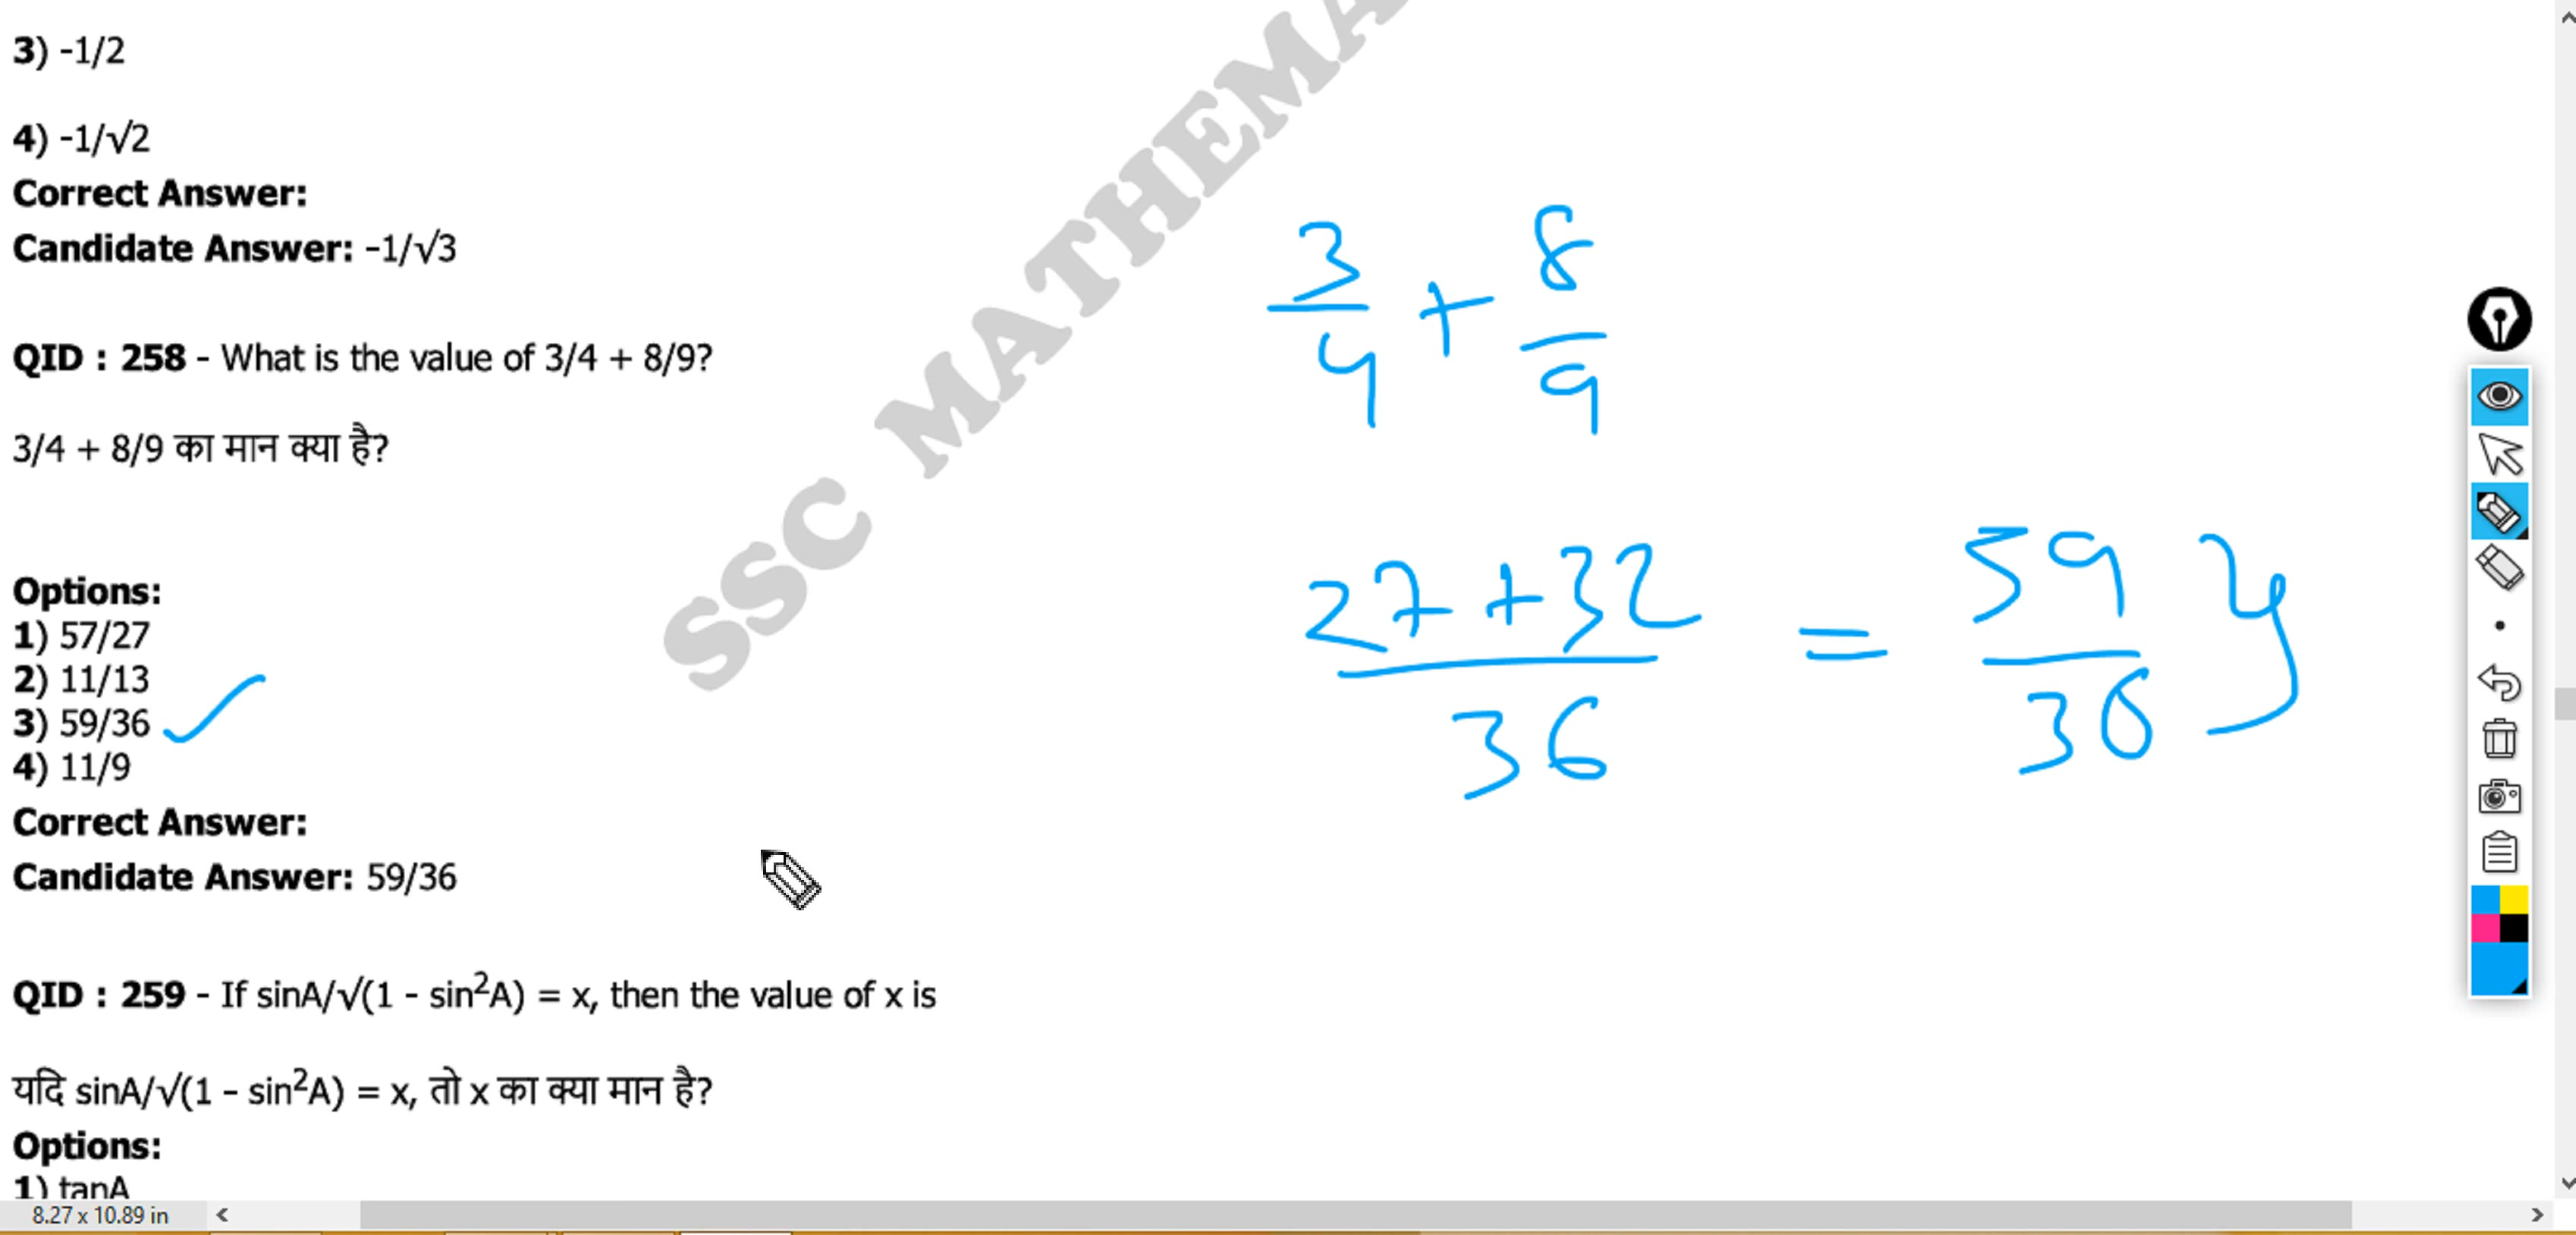 3) -1/2
4) -1/√2
Correct Answer:
Candidate Answer: -1/√3
QID : 258 - What is the value of 3/4 + 8/9?
3/4 + 8/9 का मान क्या है?
Options:
1) 57/27
2) 11/13
3) 59/36
4) 11/9
Correct Answer:
Candidate Answer: 59/36
QID : 259 - If sinA/√(1 - sin²A) = x, then the value of x is
यदि sinA/√(1 - sin²A) = x, तो x का क्या मान है?
Options:
1) tanA
SSC MATHEMA
3/4 + 8/9
27+32/36 = 59/36
8.27 x 10.89 in